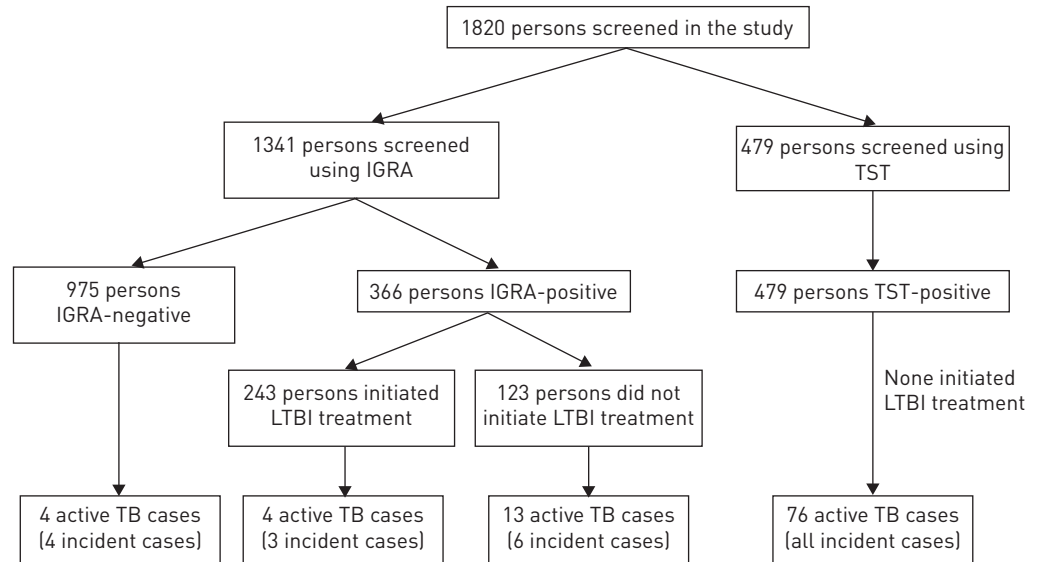 1820 persons screened in the study
1341 persons screened
using IGRA
479 persons screened using
TST
975 persons
IGRA-negative
366 persons IGRA-positive
479 persons TST-positive
243 persons initiated
LTBI treatment
123 persons did not
initiate LTBI treatment
None initiated
LTBI treatment
4 active TB cases
(4 incident cases)
4 active TB cases
(3 incident cases)
13 active TB cases
(6 incident cases)
76 active TB cases
(all incident cases)